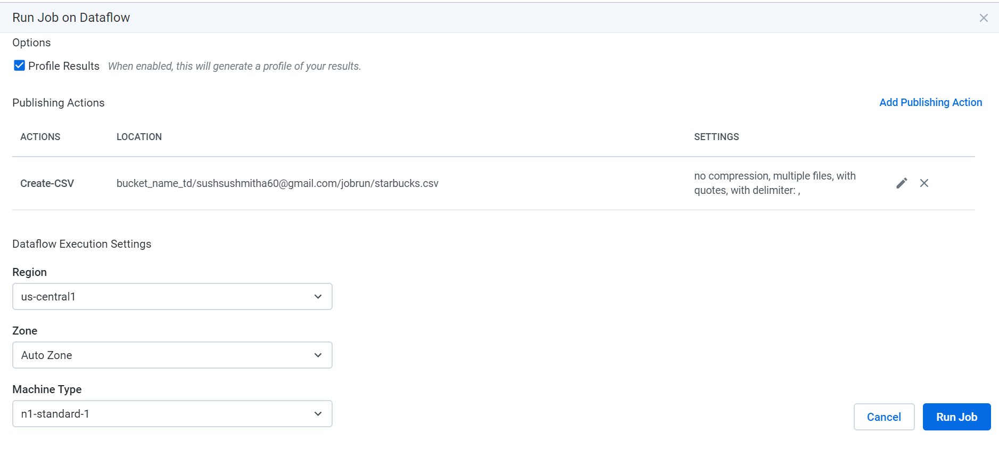 Run Job on Dataflow
Options
Profile Results When enabled, this will generate a profile of your results.
Publishing Actions Add Publishing Action
ACTIONS LOCATION SETTINGS
Create-CSV bucket_name_td/sushsushmitha60@gmail.com/jobrun/starbucks.csv no compression, multiple files, with
quotes, with delimiter: ,
Dataflow Execution Settings
Region
us-central1
Zone
Auto Zone
Machine Type
n1-standard-1
Cancel Run Job